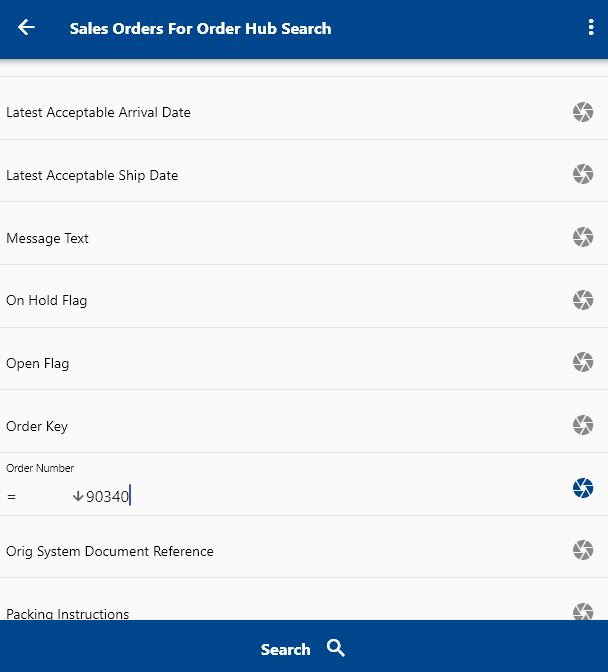 Sales Orders For Order Hub Search
Latest Acceptable Arrival Date
Latest Acceptable Ship Date
Message Text
On Hold Flag
Open Flag
Order Key
Order Number
= 90340
Orig System Document Reference
Packing Instructions
Search